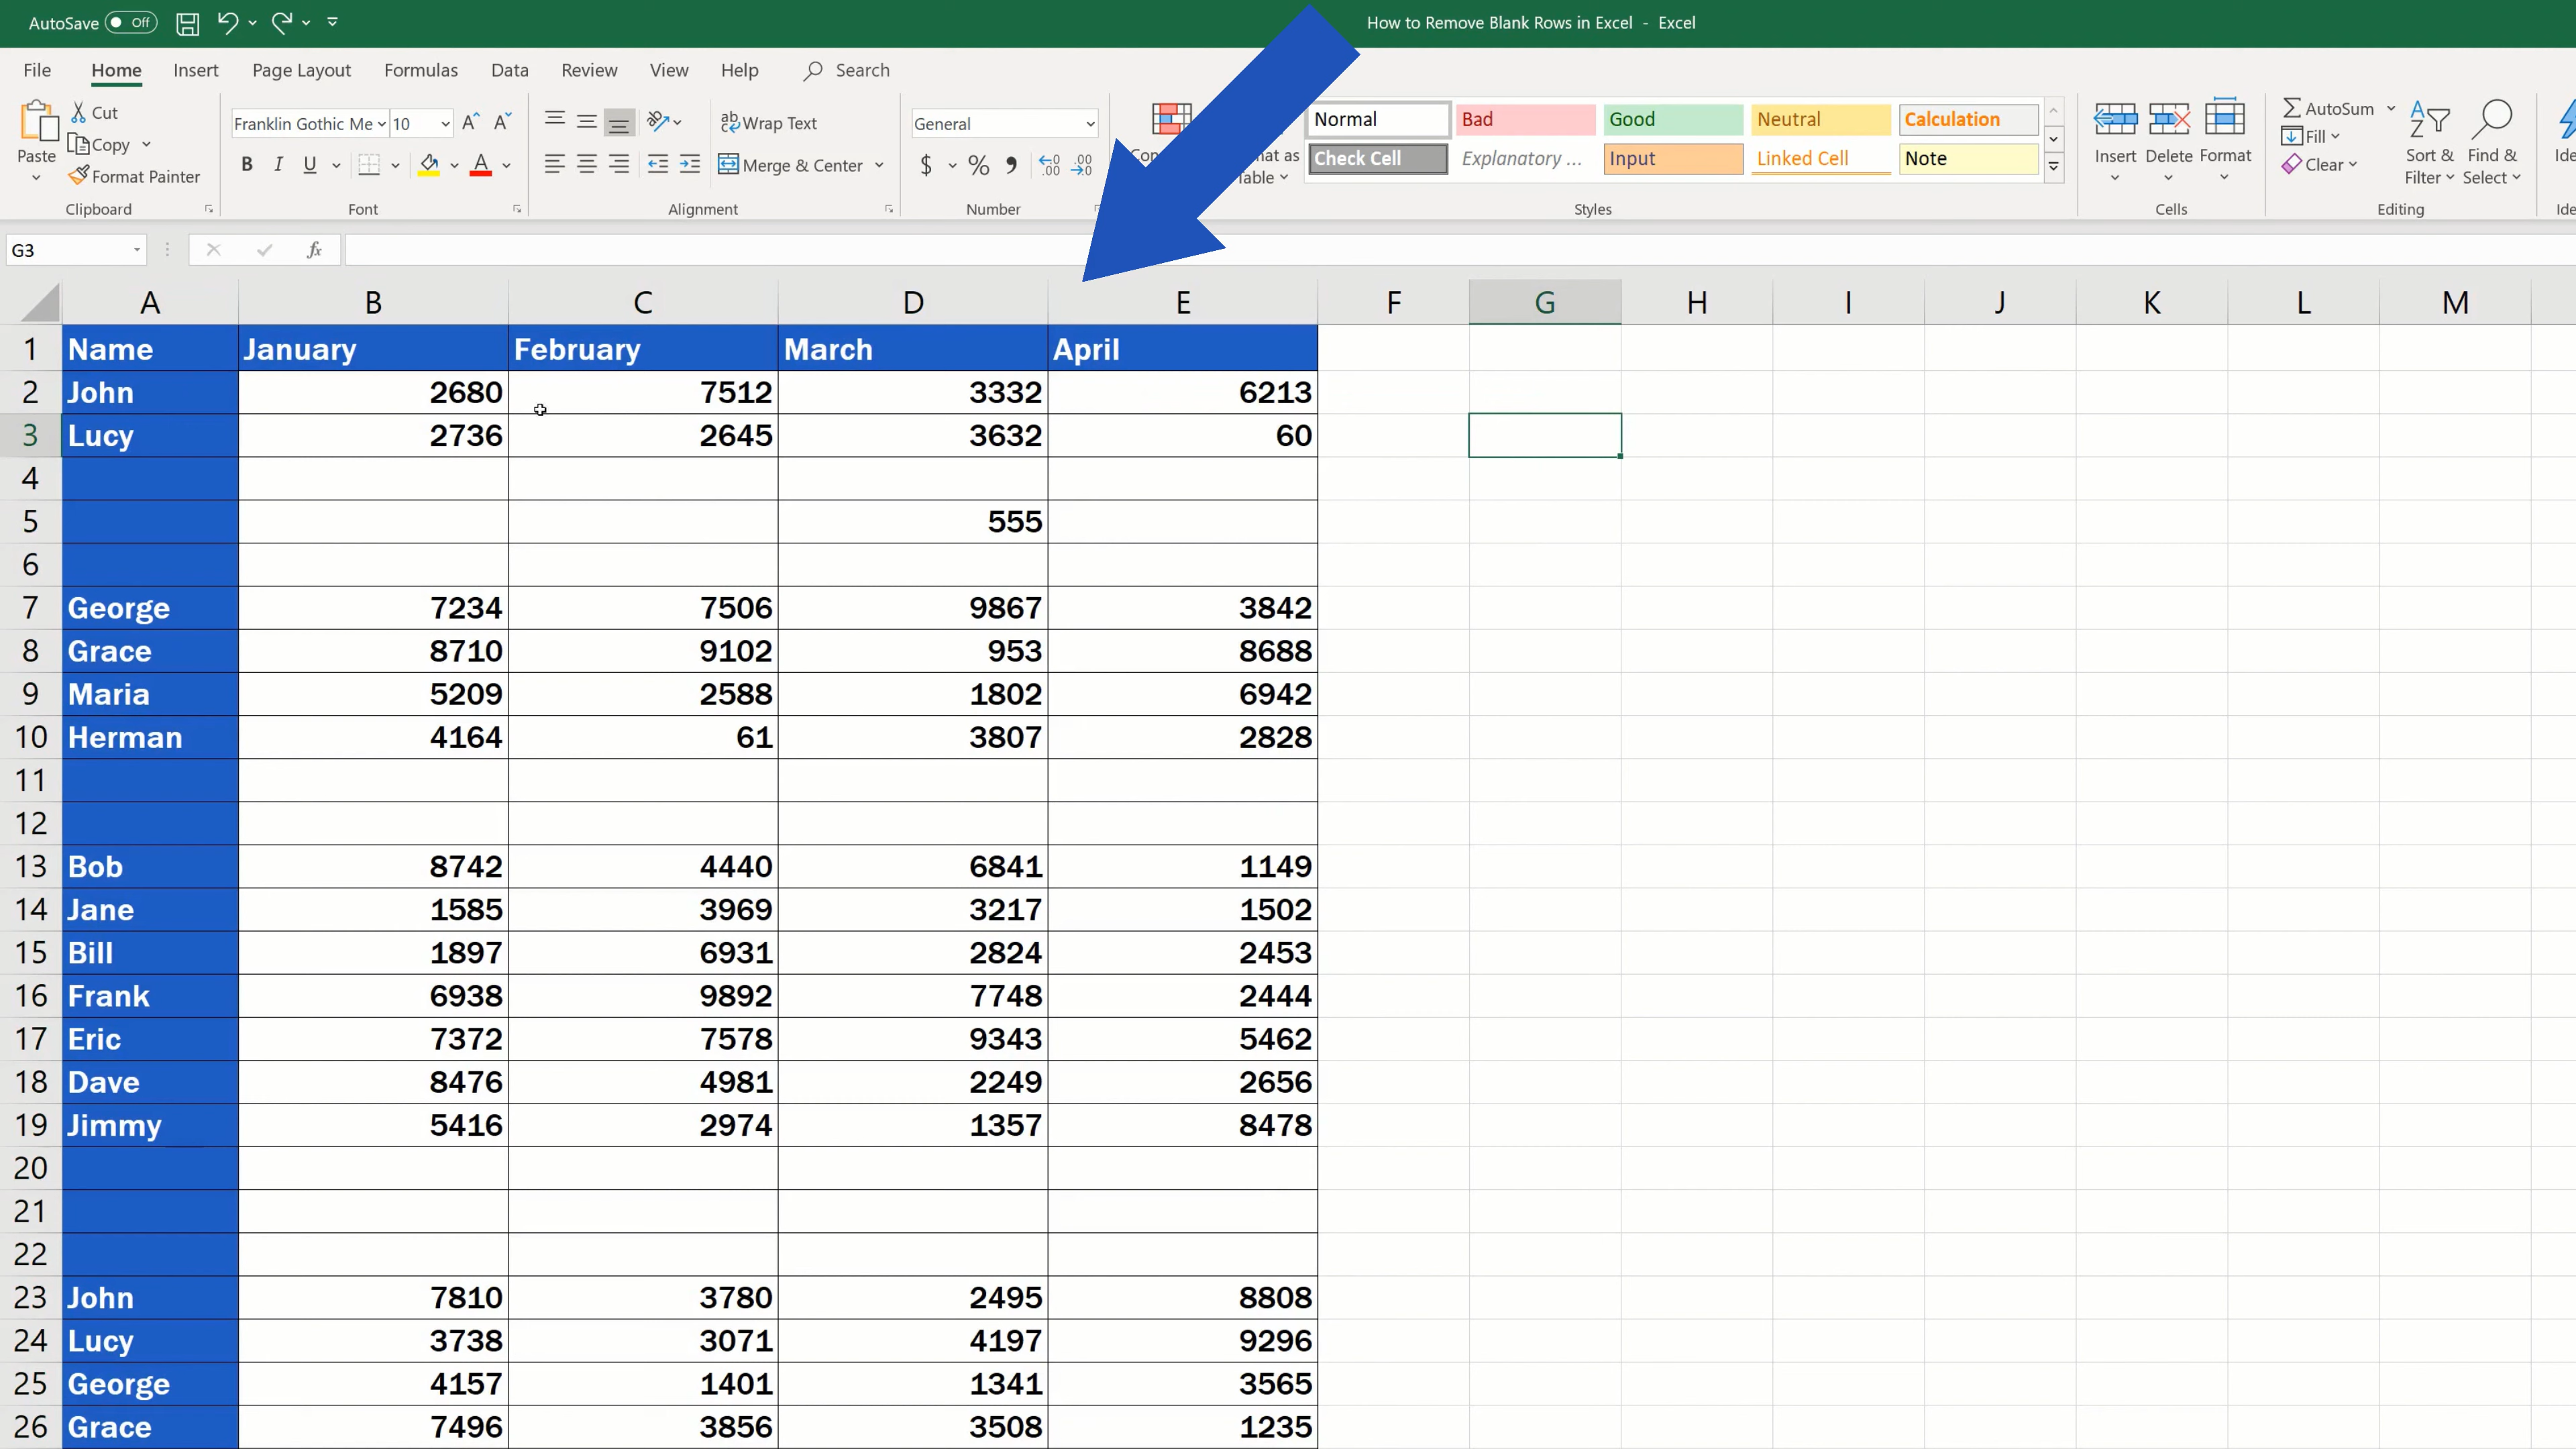 AutoSave Off How to Remove Blank Rows in Excel - Excel
File Home Insert Page Layout Formulas Data Review View Help Search
Paste Cut Copy Format Painter
Clipboard
Franklin Gothic Me 10
B I U A
Font
ab Wrap Text
Merge & Center
Alignment
General
$ % ,
Number
Normal Bad Good Neutral Calculation
Check Cell Explanatory ... Input Linked Cell Note
Table
Styles
Insert Delete Format
Cells
AutoSum
Fill
Clear
Sort & Filter Find & Select
Editing
G3 fx
A B C D E F G H I J K L M
1 Name January February March April
2 John 2680 7512 3332 6213
3 Lucy 2736 2645 3632 60
4
5 555
6
7 George 7234 7506 9867 3842
8 Grace 8710 9102 953 8688
9 Maria 5209 2588 1802 6942
10 Herman 4164 61 3807 2828
11
12
13 Bob 8742 4440 6841 1149
14 Jane 1585 3969 3217 1502
15 Bill 1897 6931 2824 2453
16 Frank 6938 9892 7748 2444
17 Eric 7372 7578 9343 5462
18 Dave 8476 4981 2249 2656
19 Jimmy 5416 2974 1357 8478
20
21
22
23 John 7810 3780 2495 8808
24 Lucy 3738 3071 4197 9296
25 George 4157 1401 1341 3565
26 Grace 7496 3856 3508 1235